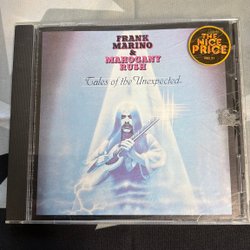 FRANK
MARINO
&
MAHOGANY
RUSH
Tales of the Unexpected.
THE
NICE
PRICE